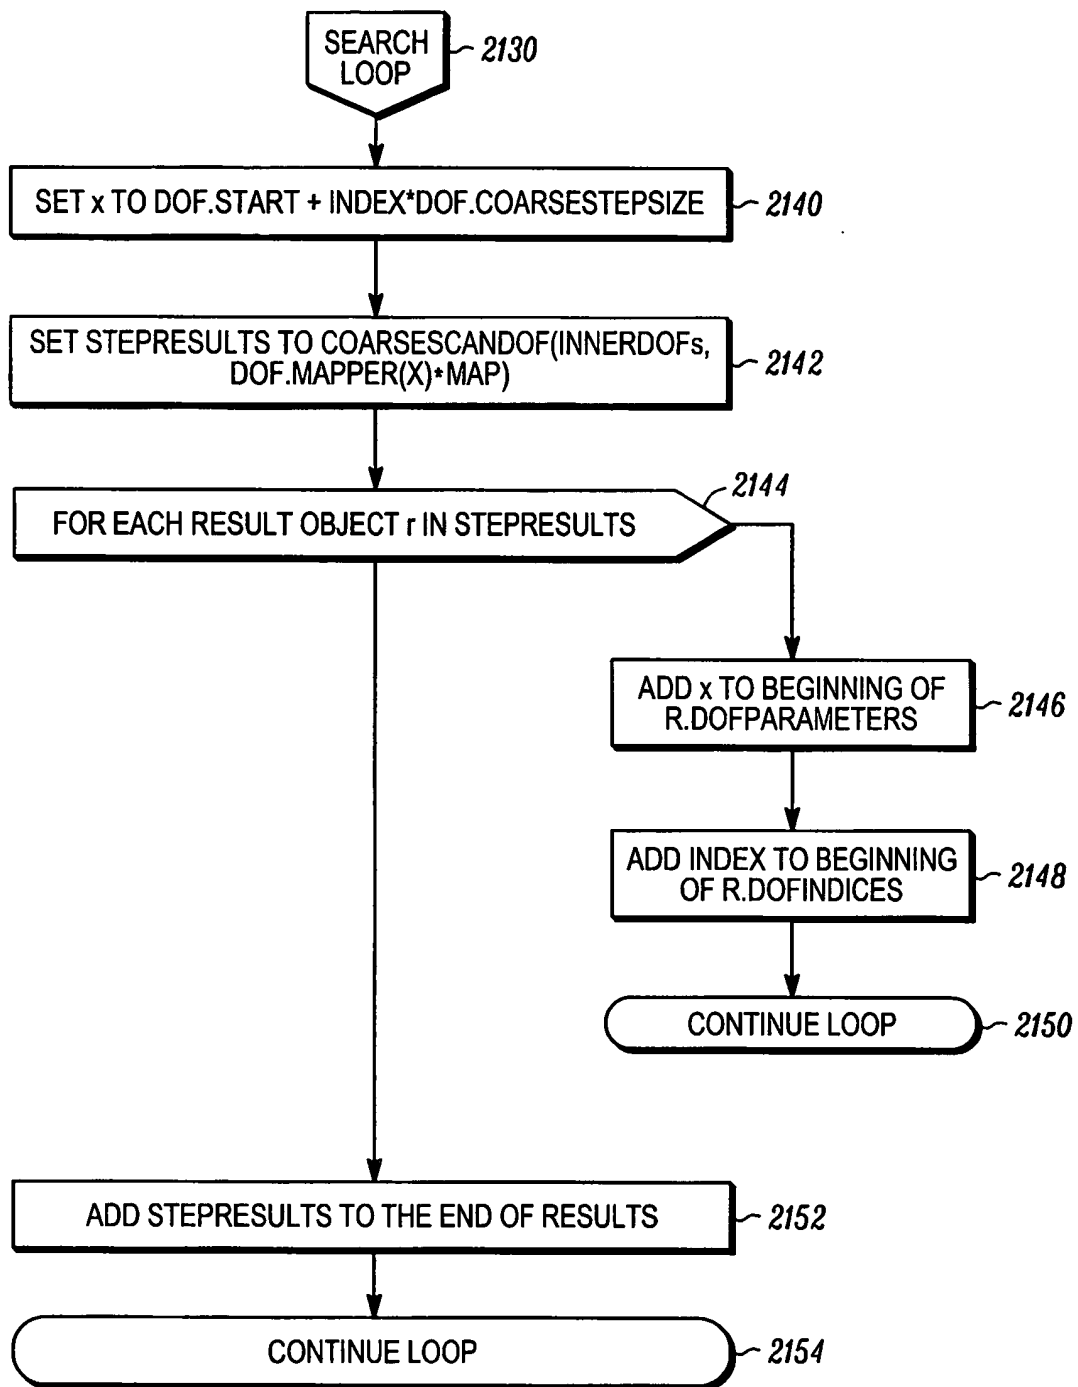 SEARCH
LOOP
2130
SET x TO DOF.START + INDEX*DOF.COARSESTEPSIZE
2140
SET STEPRESULTS TO COARSESCANDOF(INNERDOFs,
DOF.MAPPER(X)*MAP)
2142
2144
FOR EACH RESULT OBJECT r IN STEPRESULTS
ADD x TO BEGINNING OF
R.DOFPARAMETERS
2146
ADD INDEX TO BEGINNING
OF R.DOFINDICES
2148
CONTINUE LOOP
2150
ADD STEPRESULTS TO THE END OF RESULTS
2152
CONTINUE LOOP
2154